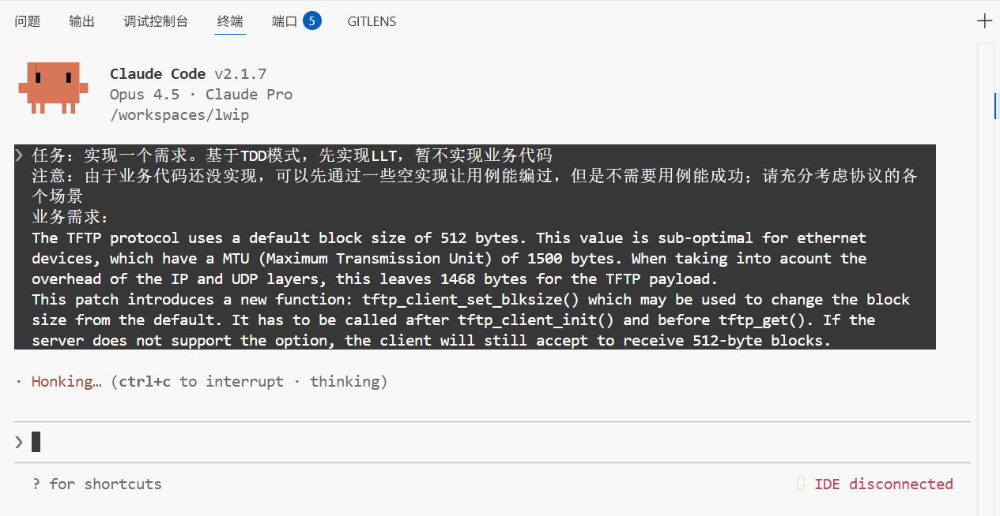 问题 输出 调试控制台 终端 端口 5 GITLENS
Claude Code v2.1.7
Opus 4.5 · Claude Pro
/workspaces/lwip
❯ 任务：实现一个需求。基于TDD模式，先实现LLT，暂不实现业务代码
注意：由于业务代码还没实现，可以先通过一些空实现让用例能编过，但是不需要用例能成功；请充分考虑协议的各
个场景
业务需求：
The TFTP protocol uses a default block size of 512 bytes. This value is sub-optimal for ethernet
devices, which have a MTU (Maximum Transmission Unit) of 1500 bytes. When taking into acount the
overhead of the IP and UDP layers, this leaves 1468 bytes for the TFTP payload.
This patch introduces a new function: tftp_client_set_blksize() which may be used to change the block
size from the default. It has to be called after tftp_client_init() and before tftp_get(). If the
server does not support the option, the client will still accept to receive 512-byte blocks.
· Honking… (ctrl+c to interrupt · thinking)
❯
? for shortcuts
IDE disconnected